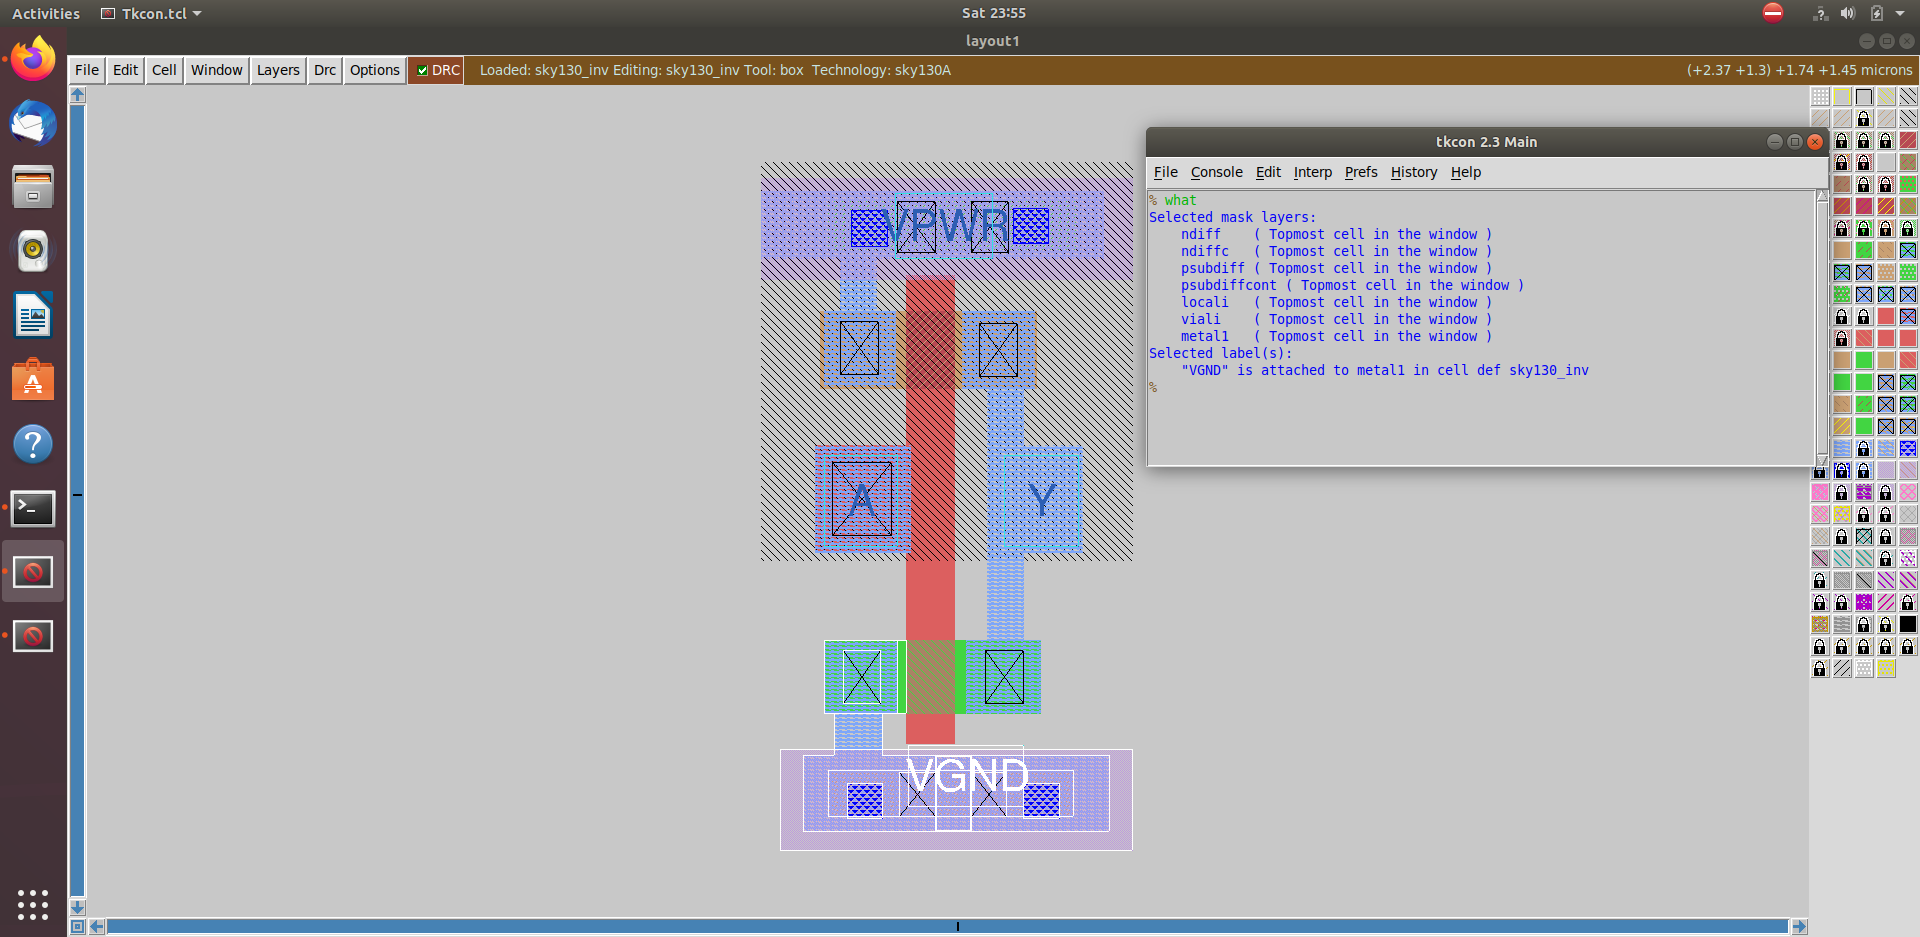 Activities Tkcon.tcl Sat 23:55
layout1
File Edit Cell Window Layers Drc Options DRC Loaded: sky130_inv Editing: sky130_inv Tool: box Technology: sky130A (+2.37 +1.3) +1.74 +1.45 microns
tkcon 2.3 Main
File Console Edit Interp Prefs History Help
% what
Selected mask layers:
ndiff ( Topmost cell in the window )
ndiffc ( Topmost cell in the window )
psubdiff ( Topmost cell in the window )
psubdiffcont ( Topmost cell in the window )
locali ( Topmost cell in the window )
viali ( Topmost cell in the window )
metal1 ( Topmost cell in the window )
Selected label(s):
"VGND" is attached to metal1 in cell def sky130_inv
%
VPWR
A Y
VGND